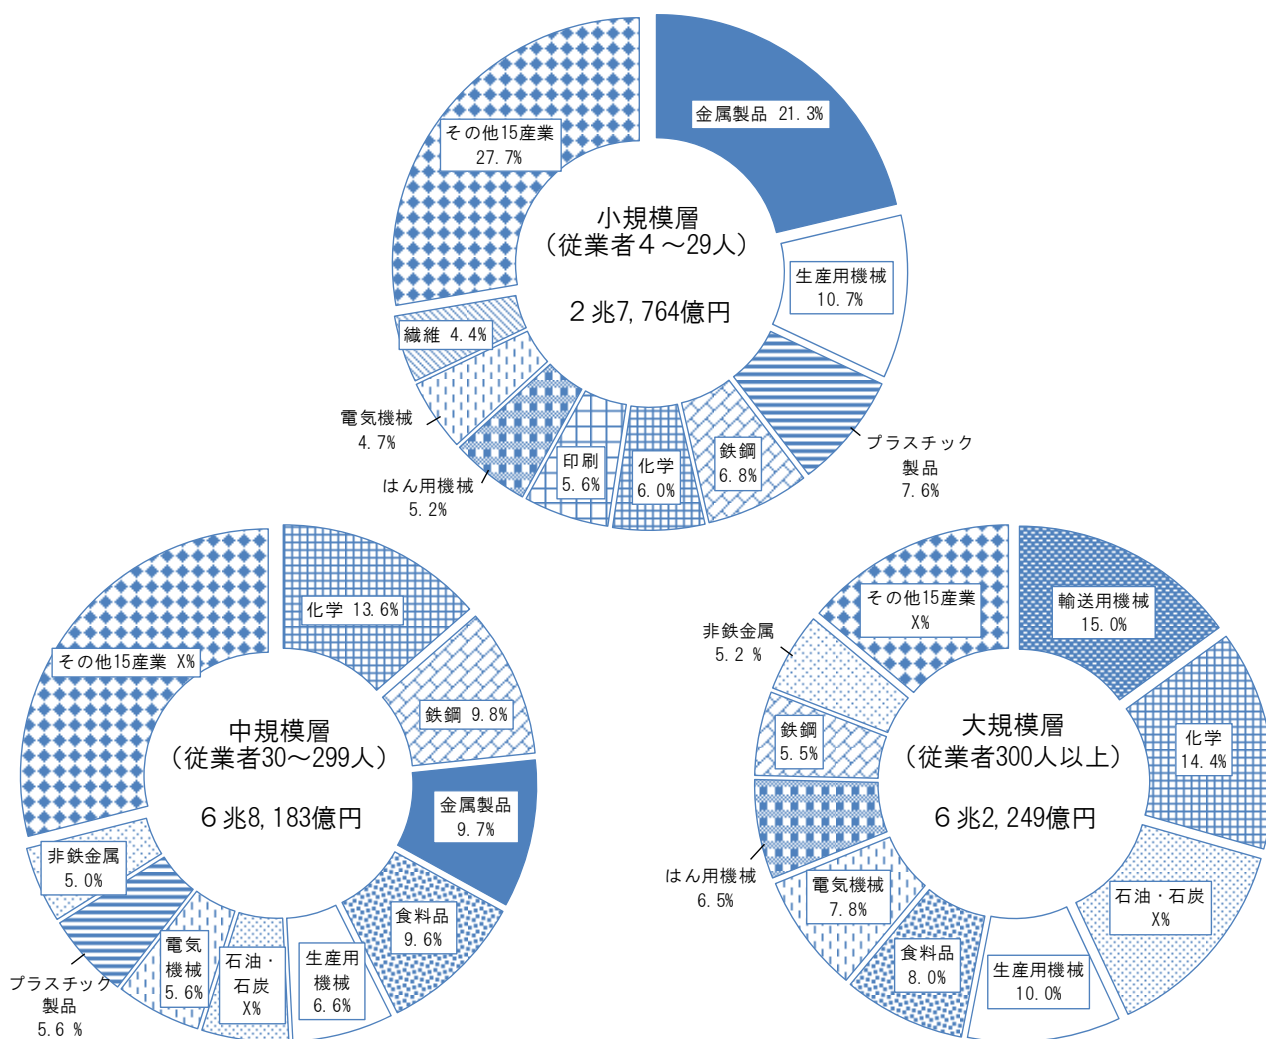 金属製品 21.3%
生産用機械
10.7%
プラスチック
製品
7.6%
鉄鋼
6.8%
化学
6.0%
印刷
5.6%
はん用機械
5.2%
電気機械
4.7%
繊維 4.4%
その他15産業
27.7%
小規模層
(従業者4~29人)
2兆7,764億円
化学 13.6%
鉄鋼 9.8%
金属製品
9.7%
食料品
9.6%
生産用
機械
6.6%
石油・
石炭
X%
電気
機械
5.6%
プラスチック
製品
5.6 %
非鉄金属
5.0%
その他15産業 X%
中規模層
(従業者30~299人)
6兆8,183億円
輸送用機械
15.0%
化学
14.4%
石油・石炭
X%
生産用機械
10.0%
食料品
8.0%
電気機械
7.8%
はん用機械
6.5%
鉄鋼
5.5%
非鉄金属
5.2 %
その他15産業
X%
大規模層
(従業者300人以上)
6兆2,249億円